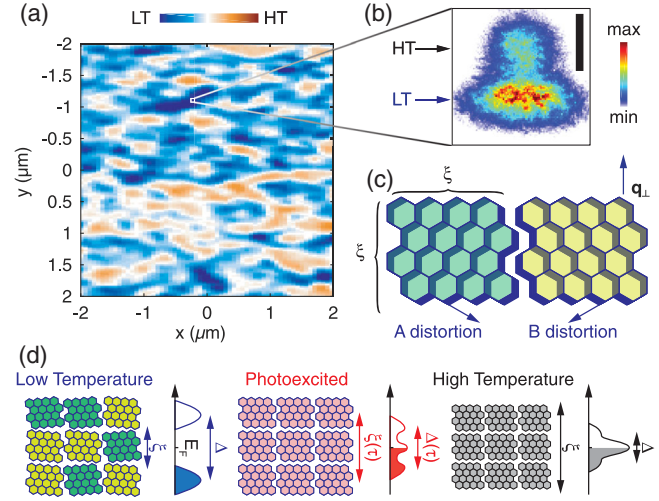 (a)
LT
HT
y (µm)
-2
-1.5
-1
-0.5
0
0.5
1
1.5
2
-2
-1
0
1
2
x (µm)
(b)
HT
LT
max
min
(c)
ξ
ξ
q⊥
A distortion
B distortion
(d)
Low Temperature
ξ
E_F
Δ
Photoexcited
ξ(τ)
Δ(τ)
High Temperature
ξ
Δ